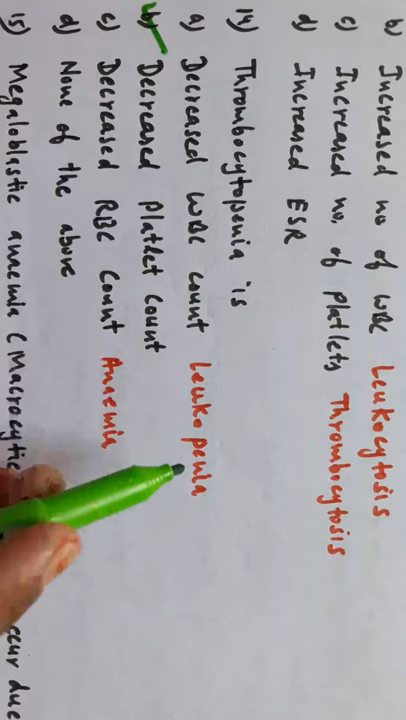 b) Increased no of WBC Leukocytosis
c) Increased no. of platlets Thrombocytosis
d) Increased ESR
14) Thrombocytopenia is
a) Decreased WBC count Leukopenia
b) Decreased Platlet count
c) Decreased RBC Count Anaemia
d) None of the above
15) Megaloblastic anaemia (Macrocytic occur due